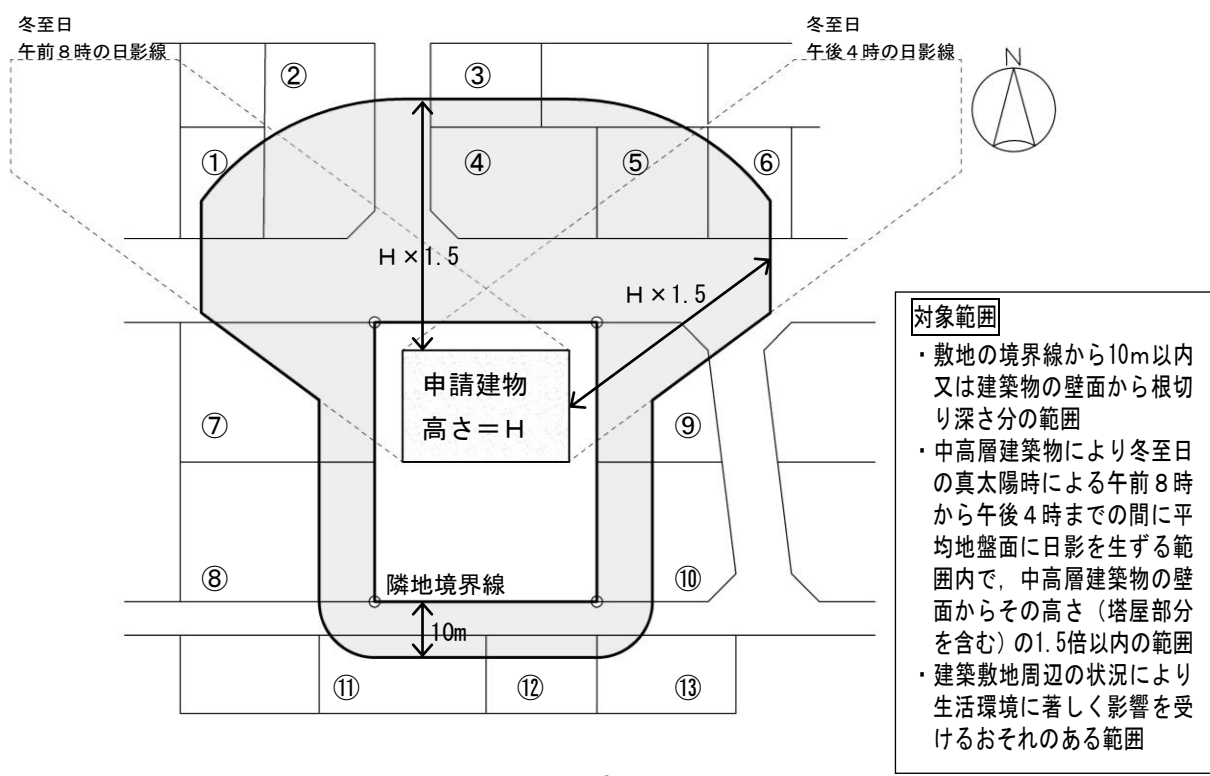 冬至日
午前８時の日影線
冬至日
午後４時の日影線
N
②
③
①
④
⑤
⑥
Ｈ×1.5
Ｈ×1.5
申請建物
高さ＝Ｈ
⑦
⑨
⑧
⑩
隣地境界線
10m
⑪
⑫
⑬
対象範囲
・敷地の境界線から10ｍ以内
又は建築物の壁面から根切
り深さ分の範囲
・中高層建築物により冬至日
の真太陽時による午前８時
から午後４時までの間に平
均地盤面に日影を生ずる範
囲内で，中高層建築物の壁
面からその高さ（塔屋部分
を含む）の1.5倍以内の範囲
・建築敷地周辺の状況により
生活環境に著しく影響を受
けるおそれのある範囲